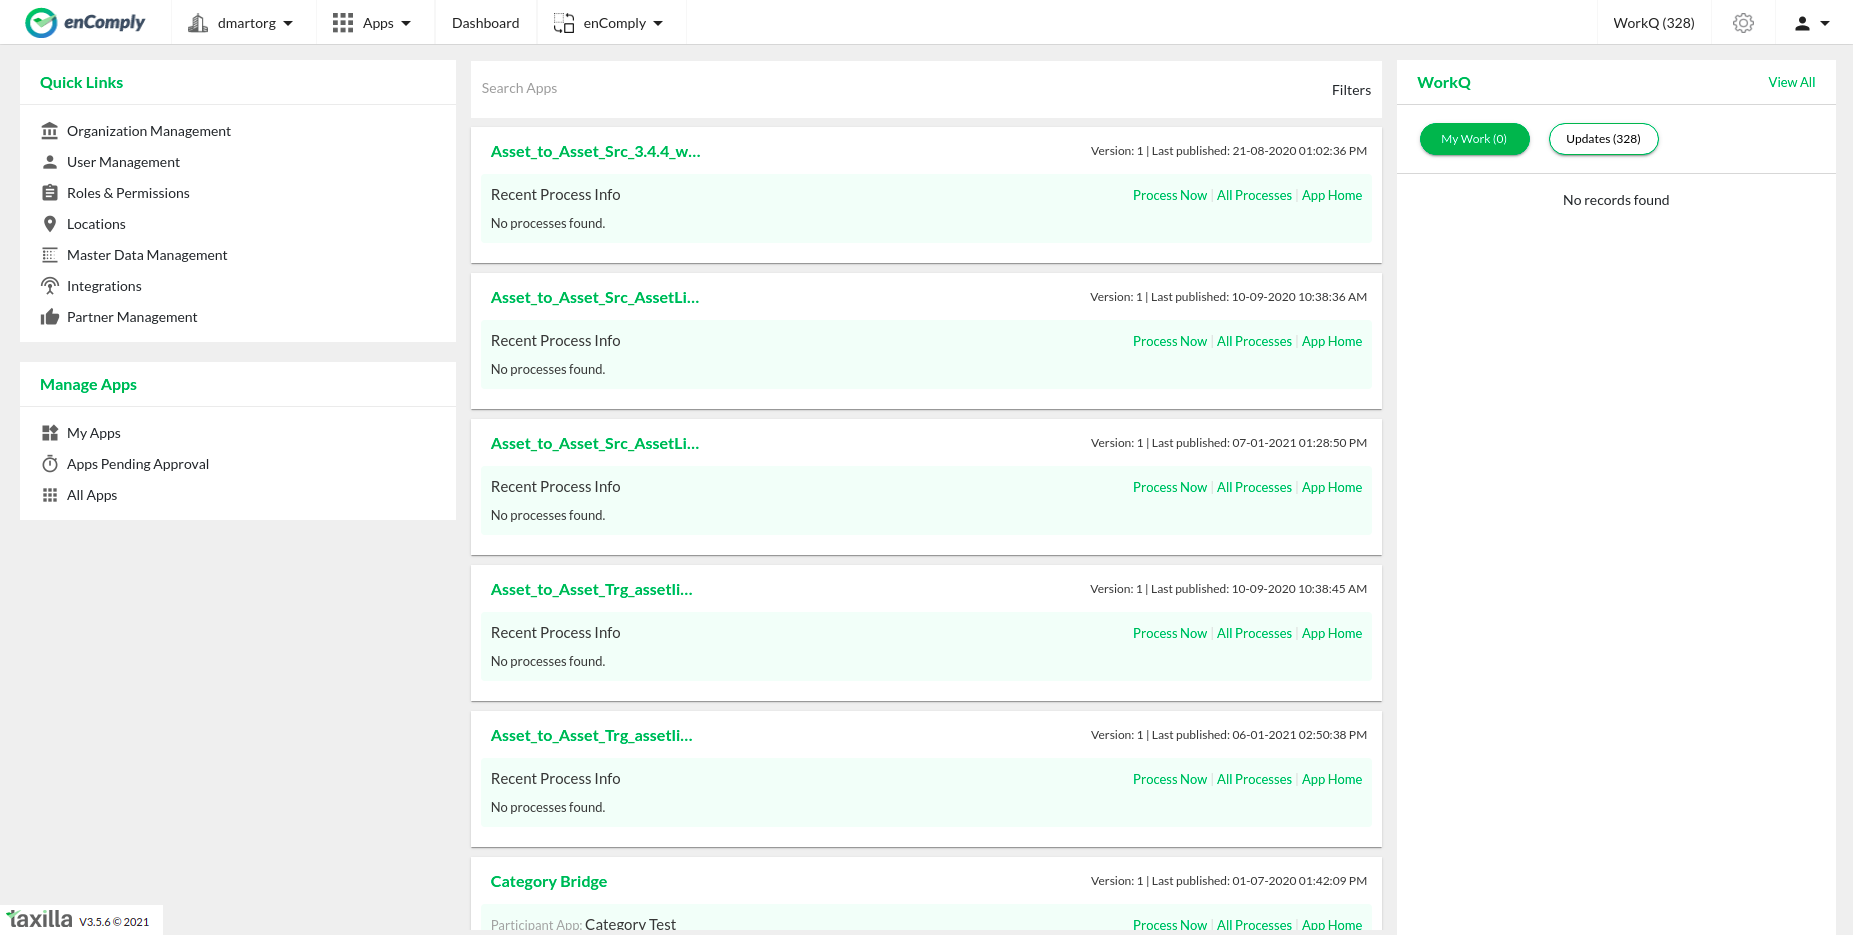 enComply dmartorg Apps Dashboard enComply WorkQ (328)
Quick Links
Organization Management
User Management
Roles & Permissions
Locations
Master Data Management
Integrations
Partner Management
Manage Apps
My Apps
Apps Pending Approval
All Apps
Search Apps Filters
Asset_to_Asset_Src_3.4.4_w... Version: 1 | Last published: 21-08-2020 01:02:36 PM
Recent Process Info Process Now | All Processes | App Home
No processes found.
Asset_to_Asset_Src_AssetLi... Version: 1 | Last published: 10-09-2020 10:38:36 AM
Recent Process Info Process Now | All Processes | App Home
No processes found.
Asset_to_Asset_Src_AssetLi... Version: 1 | Last published: 07-01-2021 01:28:50 PM
Recent Process Info Process Now | All Processes | App Home
No processes found.
Asset_to_Asset_Trg_assetli... Version: 1 | Last published: 10-09-2020 10:38:45 AM
Recent Process Info Process Now | All Processes | App Home
No processes found.
Asset_to_Asset_Trg_assetli... Version: 1 | Last published: 06-01-2021 02:50:38 PM
Recent Process Info Process Now | All Processes | App Home
No processes found.
Category Bridge Version: 1 | Last published: 01-07-2020 01:42:09 PM
Participant App: Category Test Process Now | All Processes | App Home
WorkQ View All
My Work (0) Updates (328)
No records found
taxilla V3.5.6 © 2021